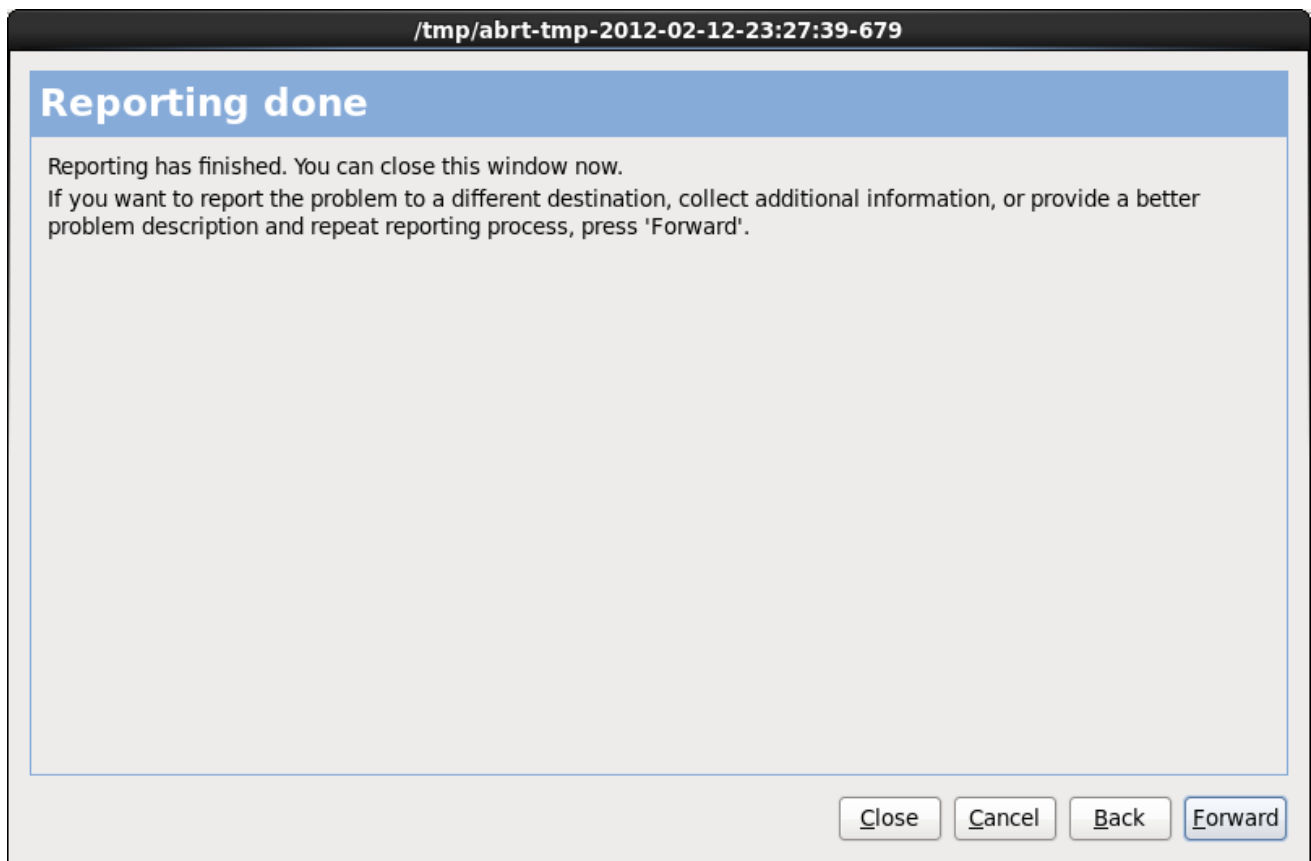 /tmp/abrt-tmp-2012-02-12-23:27:39-679
Reporting done
Reporting has finished. You can close this window now.
If you want to report the problem to a different destination, collect additional information, or provide a better
problem description and repeat reporting process, press 'Forward'.
Close Cancel Back Forward